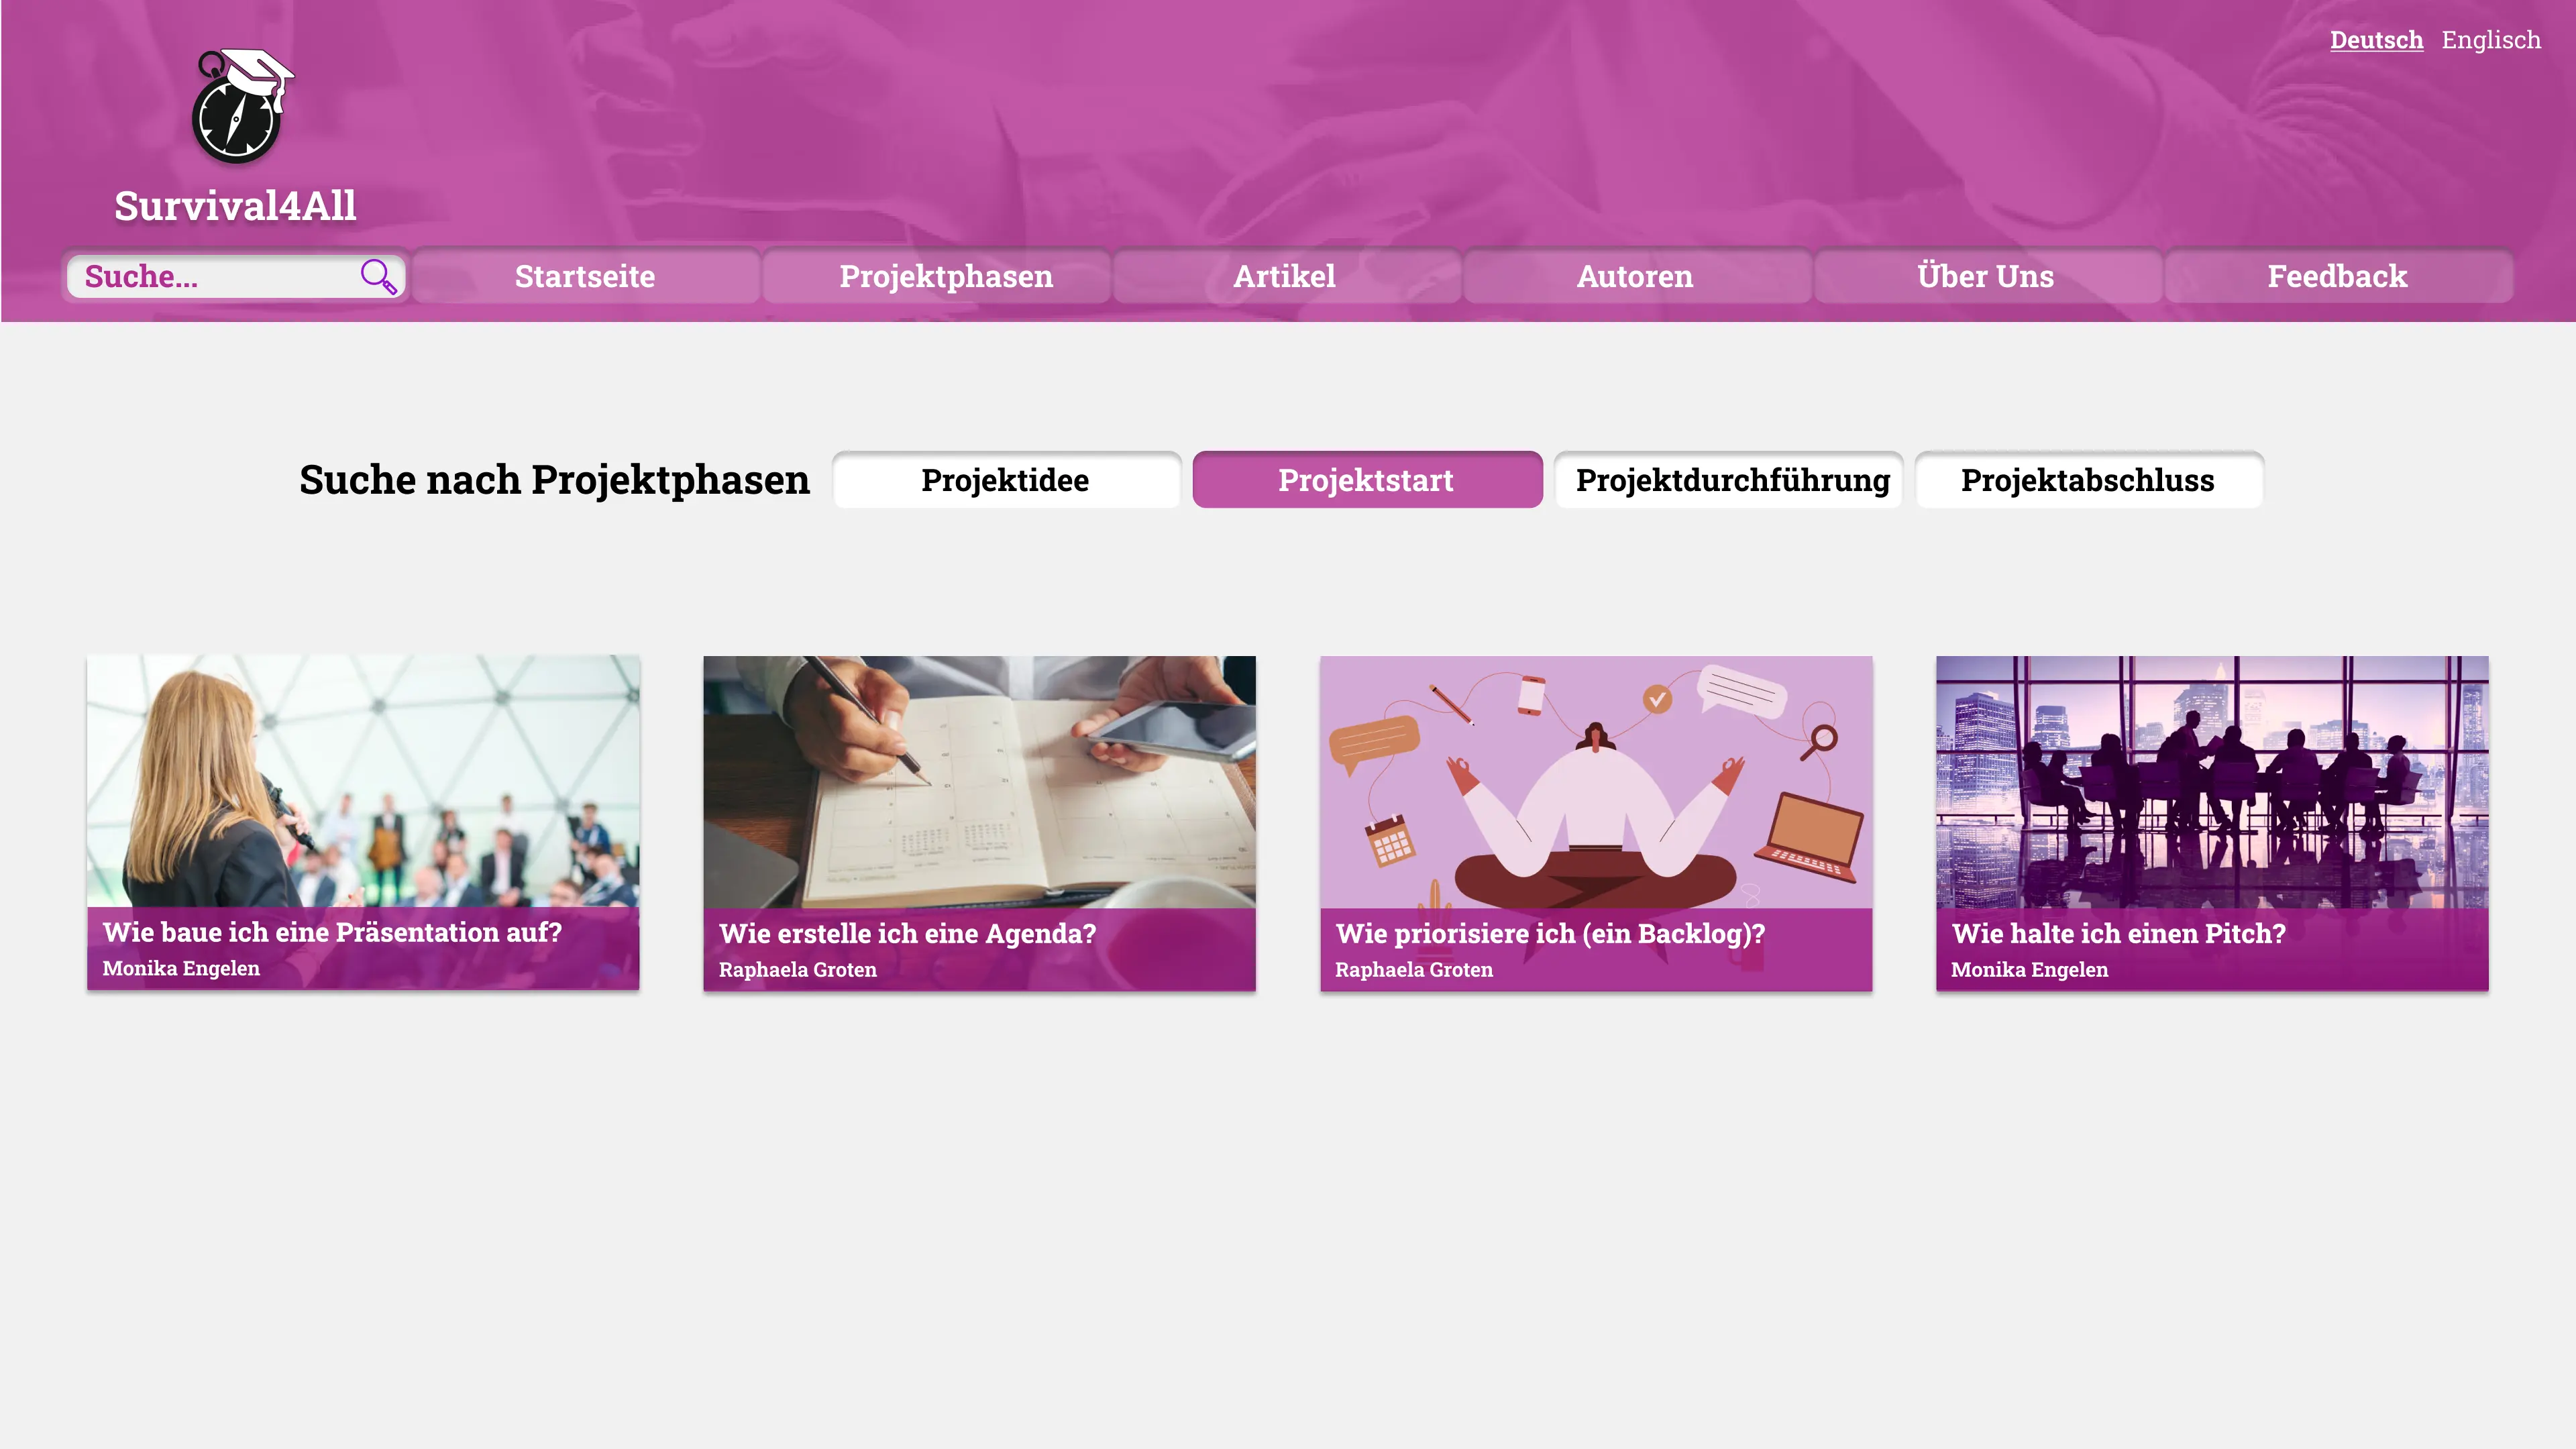 Deutsch Englisch
Survival4All
Suche... Startseite Projektphasen Artikel Autoren Über Uns Feedback
Suche nach Projektphasen Projektidee Projektstart Projektdurchführung Projektabschluss
Wie baue ich eine Präsentation auf?
Monika Engelen
Wie erstelle ich eine Agenda?
Raphaela Groten
Wie priorisiere ich (ein Backlog)?
Raphaela Groten
Wie halte ich einen Pitch?
Monika Engelen